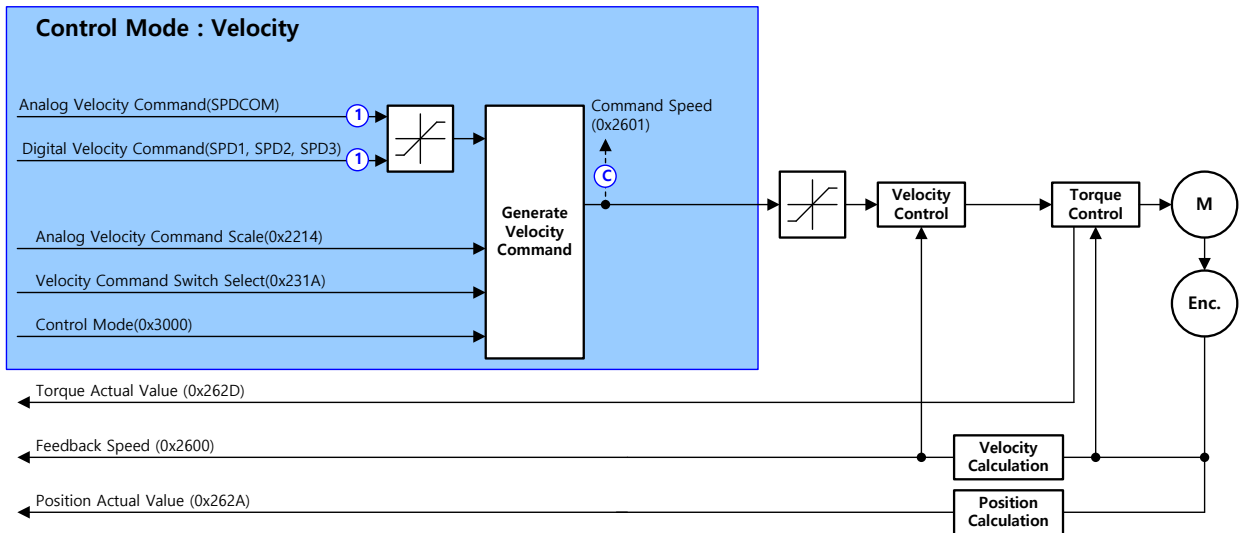 Control Mode : Velocity
Analog Velocity Command(SPDCOM)
1
Digital Velocity Command(SPD1, SPD2, SPD3)
1
Command Speed
(0x2601)
C
Generate
Velocity
Command
Analog Velocity Command Scale(0x2214)
Velocity Command Switch Select(0x231A)
Control Mode(0x3000)
Velocity
Control
Torque
Control
M
Enc.
Torque Actual Value (0x262D)
Feedback Speed (0x2600)
Velocity
Calculation
Position Actual Value (0x262A)
Position
Calculation